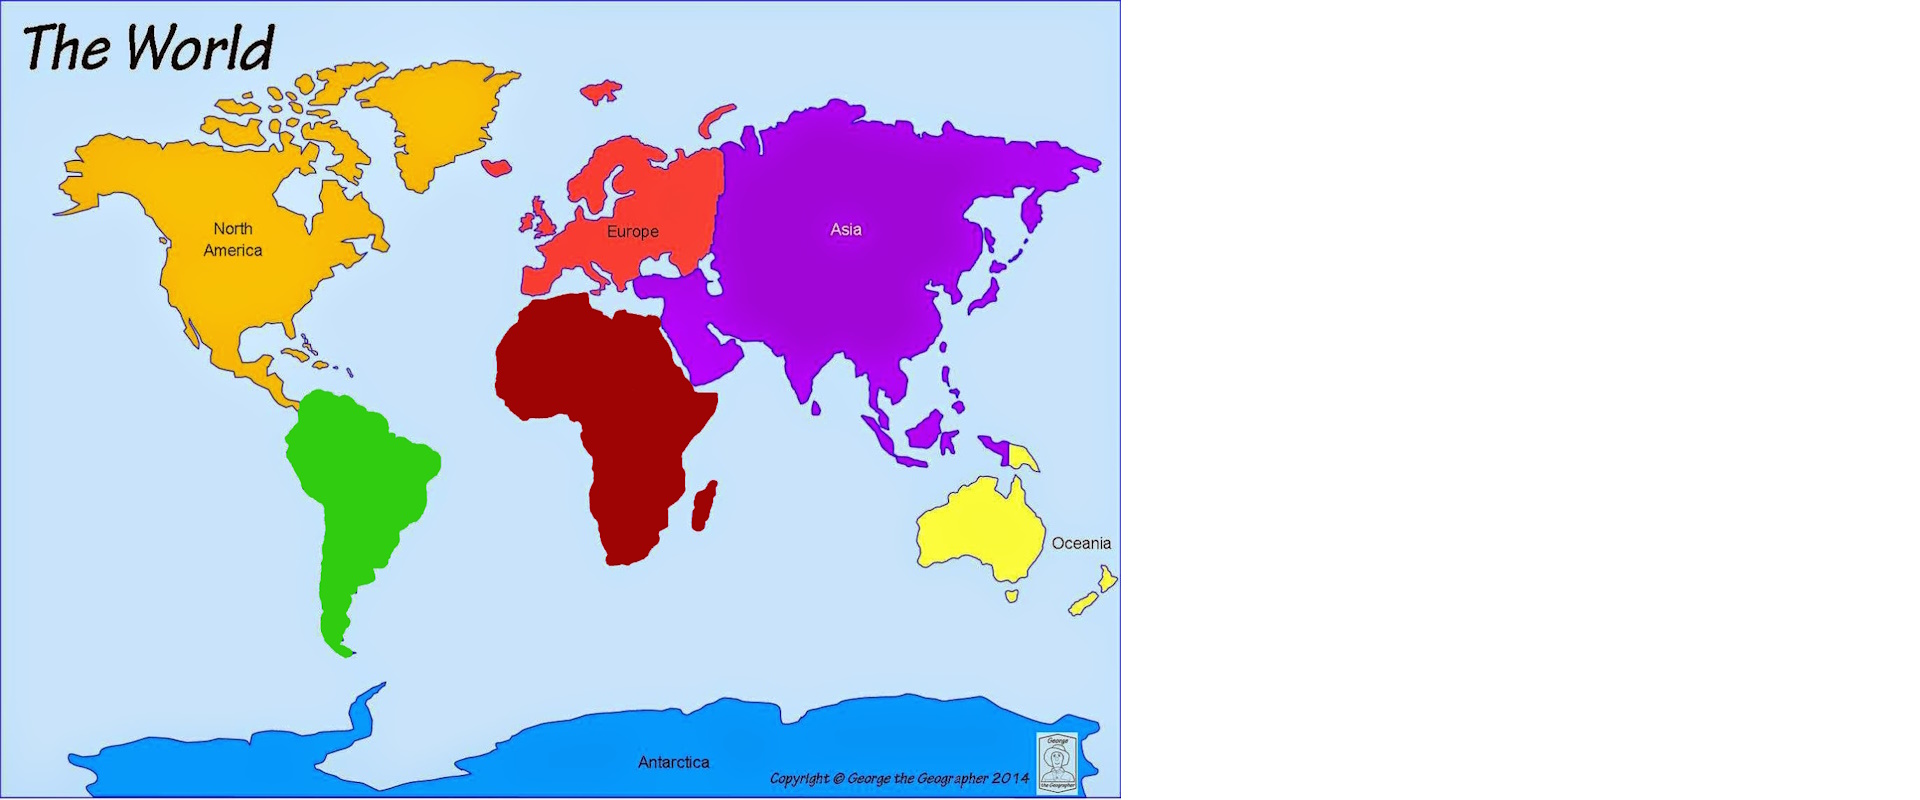 The World
North
America
Europe
Asia
Oceania
Antarctica
Copyright © George the Geographer 2014
George
the Geographer